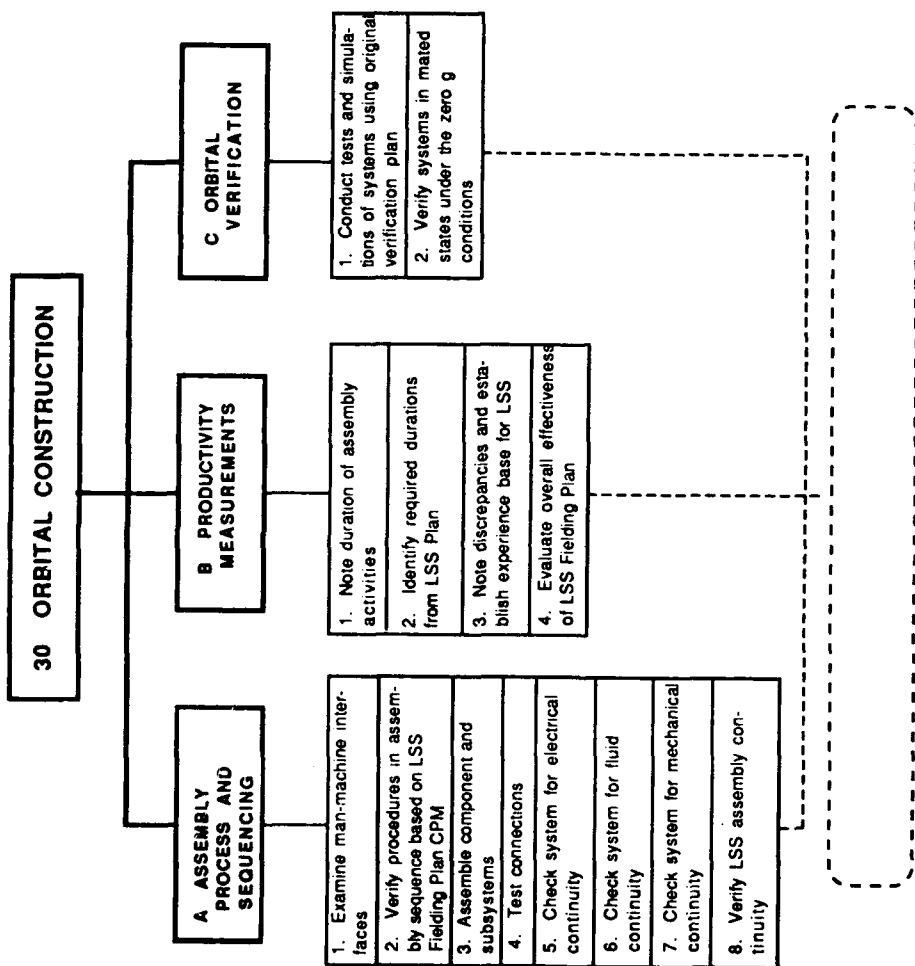 30 ORBITAL CONSTRUCTION
A ASSEMBLY
PROCESS AND
SEQUENCING
1. Examine man-machine inter-
faces
2. Verify procedures in assem-
bly sequence based on LSS
Fielding Plan CPM
3. Assemble component and
subsystems
4. Test connections
5. Check system for electrical
continuity
6. Check system for fluid
continuity
7. Check system for mechanical
continuity
8. Verify LSS assembly con-
tinuity
B PRODUCTIVITY
MEASUREMENTS
1. Note duration of assembly
activities
2. Identify required durations
from LSS Plan
3. Note discrepancies and esta-
blish experience base for LSS
4. Evaluate overall effectiveness
of LSS Fielding Plan
C ORBITAL
VERIFICATION
1. Conduct tests and simula-
tions of systems using original
verification plan
2. Verify systems in mated
states under the zero g
conditions